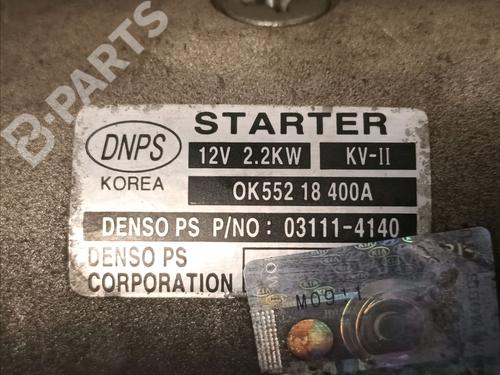 B-PARTS
DNPS
KOREA
STARTER
12V 2.2KW KV-II
OK552 18 400A
DENSO PS P/NO : 03111-4140
DENSO PS
CORPORATION
M0911